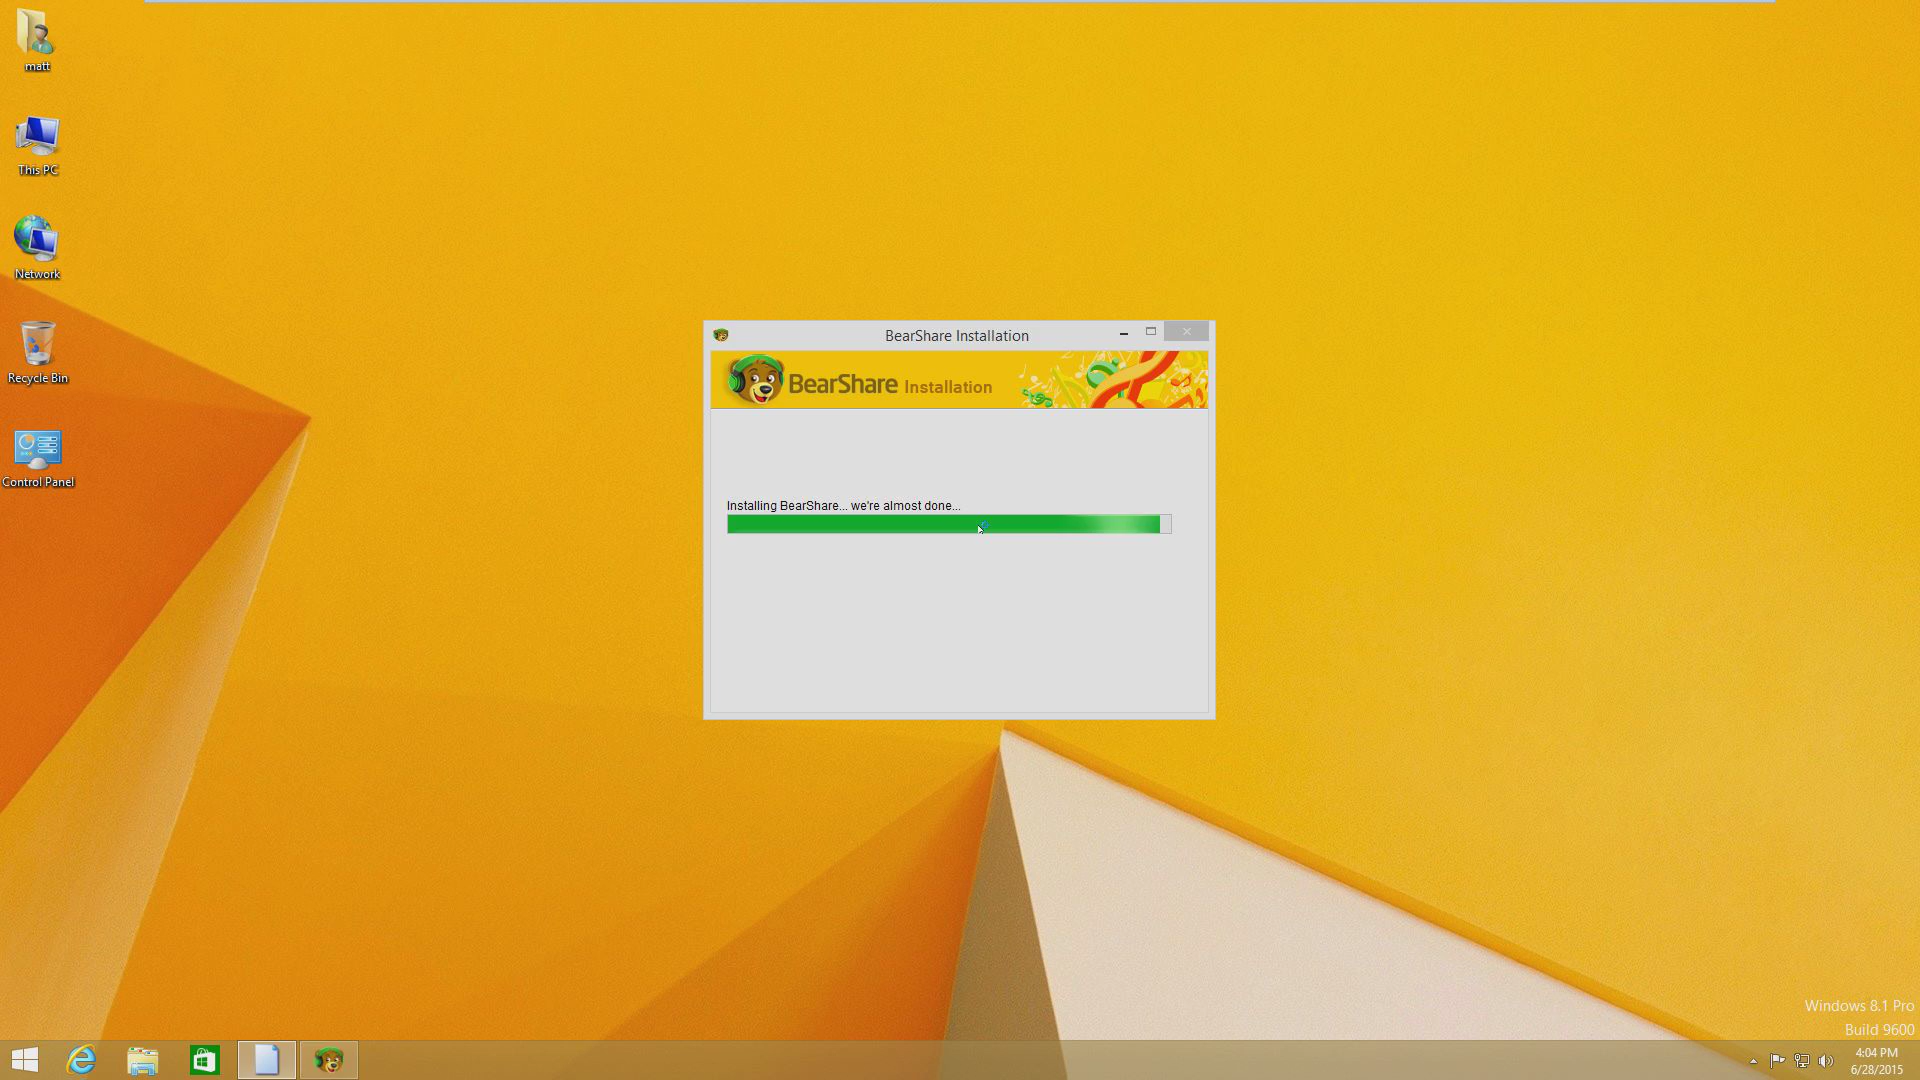 matt
This PC
Network
Recycle Bin
Control Panel
BearShare Installation
BearShare Installation
Installing BearShare... we're almost done...
Windows 8.1 Pro
Build 9600
4:04 PM
6/28/2015